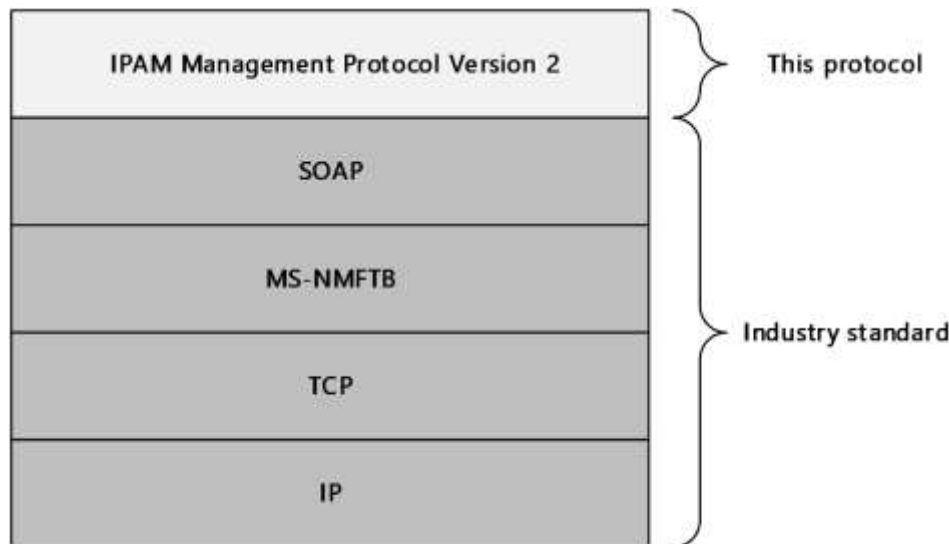 IPAM Management Protocol Version 2
This protocol
SOAP
MS-NMFTB
Industry standard
TCP
IP